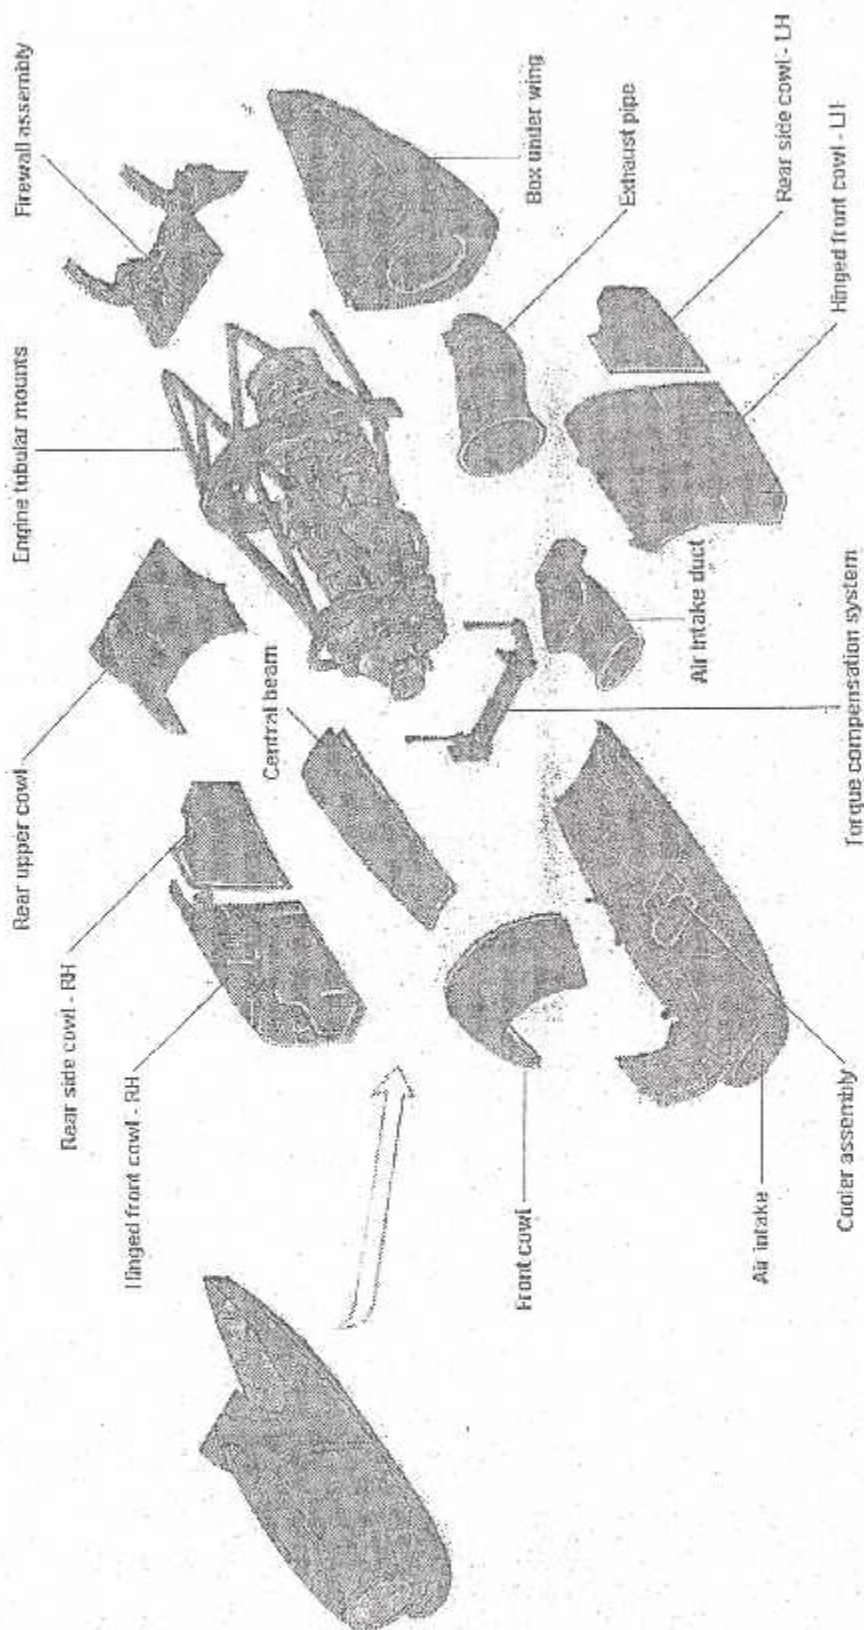 Firewall assembly
Engine tubular mounts
Rear upper cowl
Rear side cowl - RH
Hinged front cowl - RH
Central beam
Box under wing
Exhaust pipe
Rear side cowl - LH
Hinged front cowl - LH
Air intake duct
Torque compensation system
Front cowl
Air intake
Cooler assembly